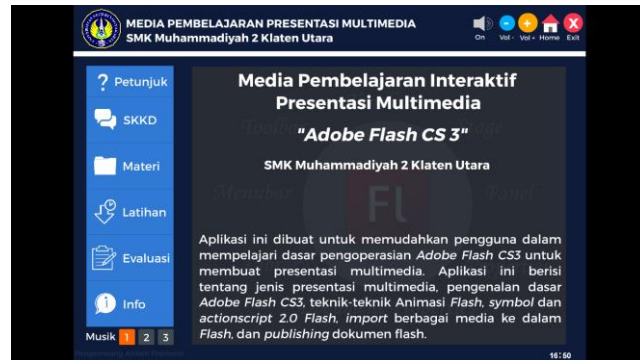 MEDIA PEMBELAJARAN PRESENTASI MULTIMEDIA
SMK Muhammadiyah 2 Klaten Utara
On Vol - Vol + Home Exit
? Petunjuk
SKKD
Materi
Latihan
Evaluasi
Info
Musik 1 2 3
Media Pembelajaran Interaktif
Presentasi Multimedia
"Adobe Flash CS 3"
SMK Muhammadiyah 2 Klaten Utara
Toolbox
Stage
Menubar
Panel
Fl
Aplikasi ini dibuat untuk memudahkan pengguna dalam
mempelajari dasar pengoperasian Adobe Flash CS3 untuk
membuat presentasi multimedia. Aplikasi ini berisi
tentang jenis presentasi multimedia, pengenalan dasar
Adobe Flash CS3, teknik-teknik Animasi Flash, symbol dan
actionscript 2.0 Flash, import berbagai media ke dalam
Flash, dan publishing dokumen flash.
16:50